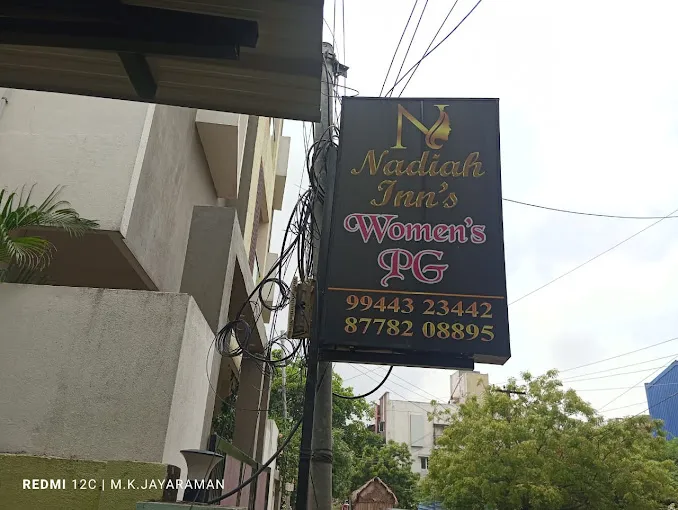 N
Nadiah
Inn's
Women's
PG
99443 23442
87782 08895
REDMI 12C | M.K.JAYARAMAN